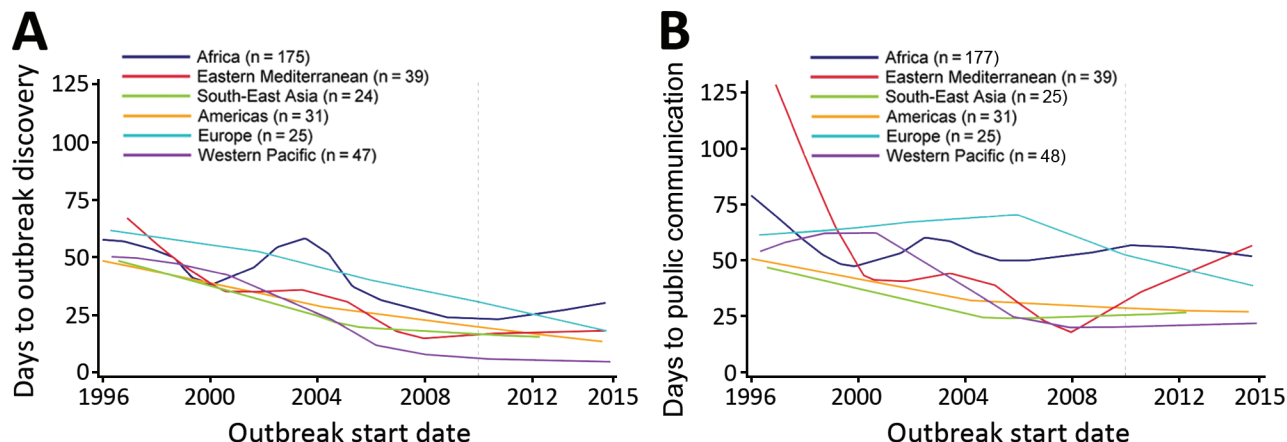 A
Africa (n = 175)
Eastern Mediterranean (n = 39)
South-East Asia (n = 24)
Americas (n = 31)
Europe (n = 25)
Western Pacific (n = 47)
Days to outbreak discovery
125
100
75
50
25
0
1996 2000 2004 2008 2012 2015
Outbreak start date
B
Africa (n = 177)
Eastern Mediterranean (n = 39)
South-East Asia (n = 25)
Americas (n = 31)
Europe (n = 25)
Western Pacific (n = 48)
Days to public communication
125
100
75
50
25
0
1996 2000 2004 2008 2012 2015
Outbreak start date